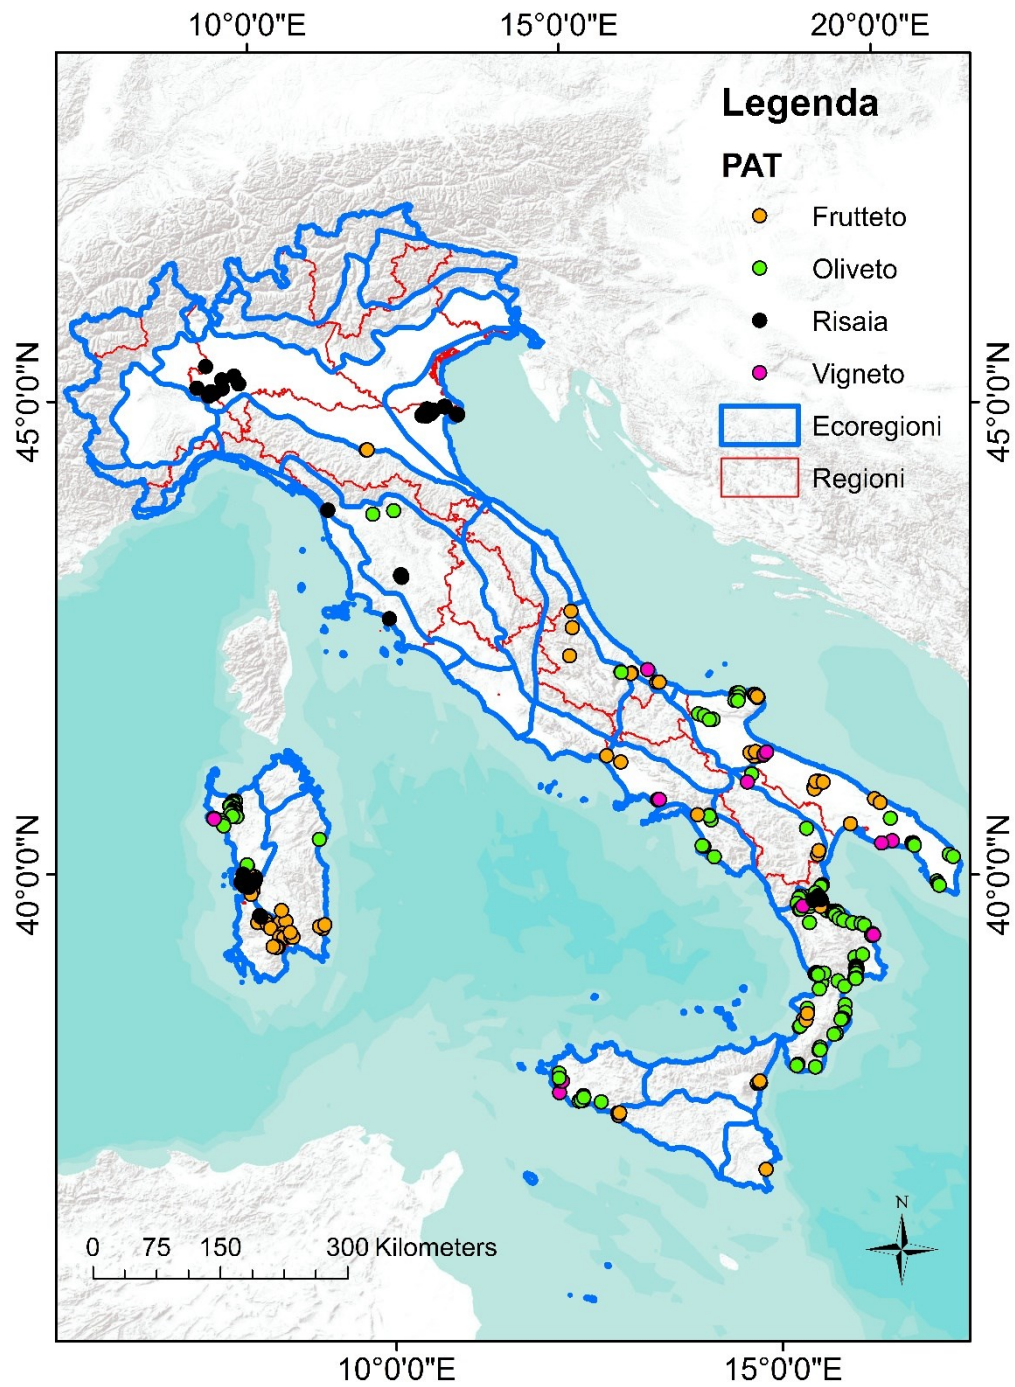 10°0'0"E 15°0'0"E 20°0'0"E
Legenda
PAT
Frutteto
Oliveto
Risaia
Vigneto
Ecoregioni
Regioni
45°0'0"N 45°0'0"N
40°0'0"N 40°0'0"N
N
0 75 150 300 Kilometers
10°0'0"E 15°0'0"E